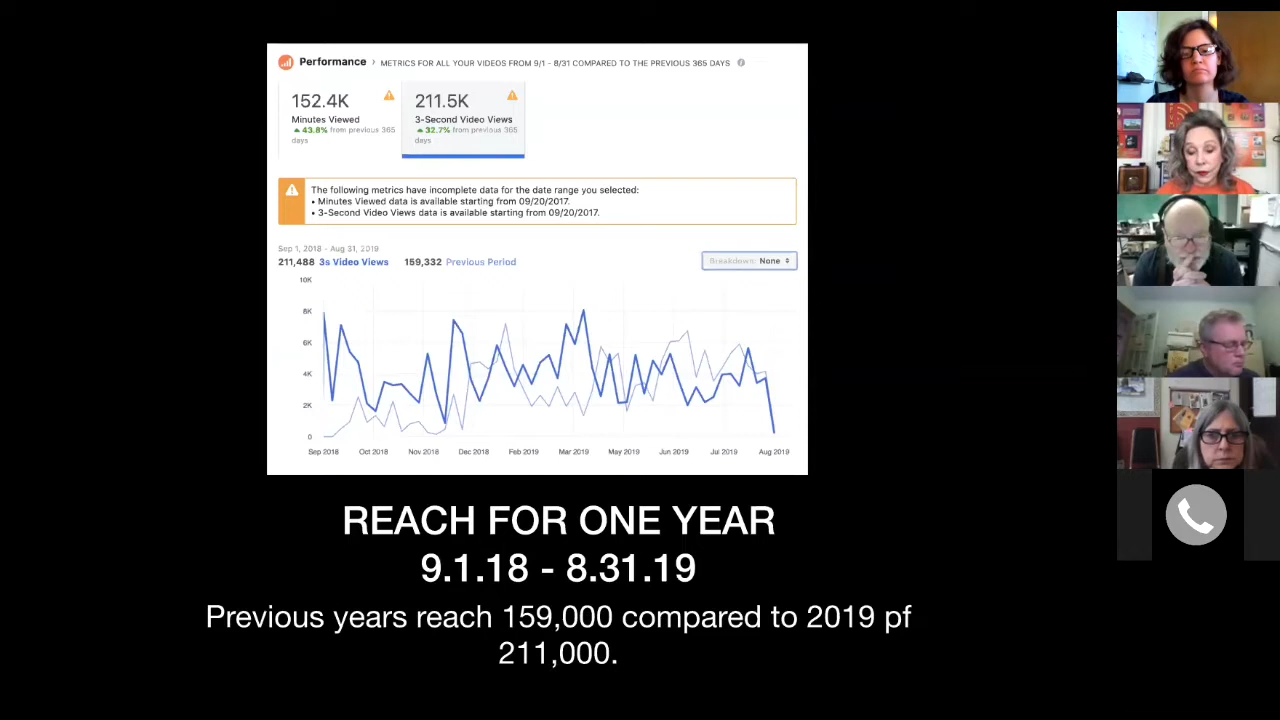 Performance › METRICS FOR ALL YOUR VIDEOS FROM 9/1 - 8/31 COMPARED TO THE PREVIOUS 365 DAYS
152.4K
Minutes Viewed
43.8% from previous 365
days
211.5K
3-Second Video Views
32.7% from previous 365
days
The following metrics have incomplete data for the date range you selected:
• Minutes Viewed data is available starting from 09/20/2017.
• 3-Second Video Views data is available starting from 09/20/2017.
Sep 1, 2018 - Aug 31, 2019
211,488 3s Video Views 159,332 Previous Period
Breakdown: None
10K
8K
6K
4K
2K
0
Sep 2018 Oct 2018 Nov 2018 Dec 2018 Feb 2019 Mar 2019 May 2019 Jun 2019 Jul 2019 Aug 2019
REACH FOR ONE YEAR
9.1.18 - 8.31.19
Previous years reach 159,000 compared to 2019 pf
211,000.